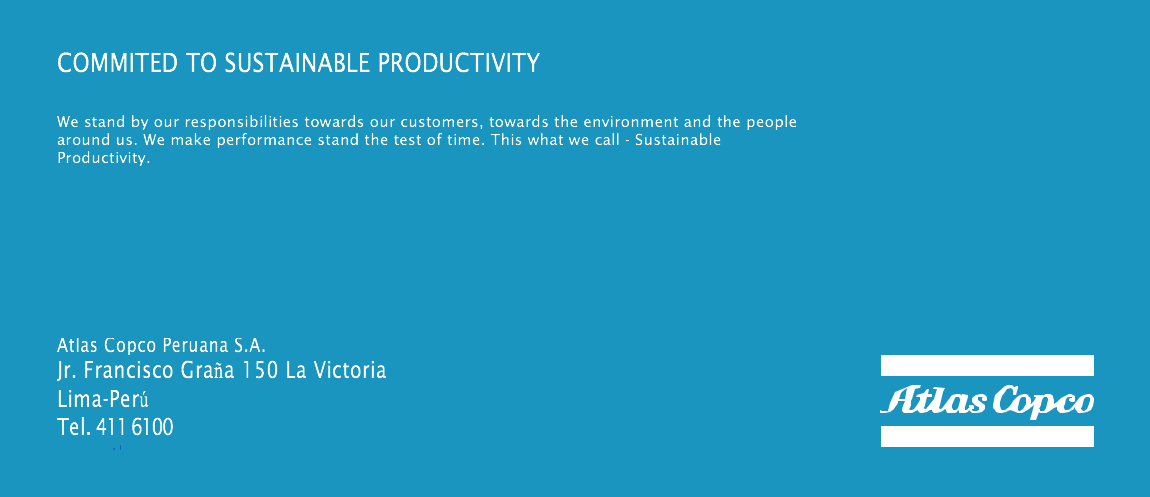 COMMITED TO SUSTAINABLE PRODUCTIVITY
We stand by our responsibilities towards our customers, towards the environment and the people
around us. We make performance stand the test of time. This what we call - Sustainable
Productivity.
Atlas Copco Peruana S.A.
Jr. Francisco Graña 150 La Victoria
Lima-Perú
Tel. 411 6100
Atlas Copco